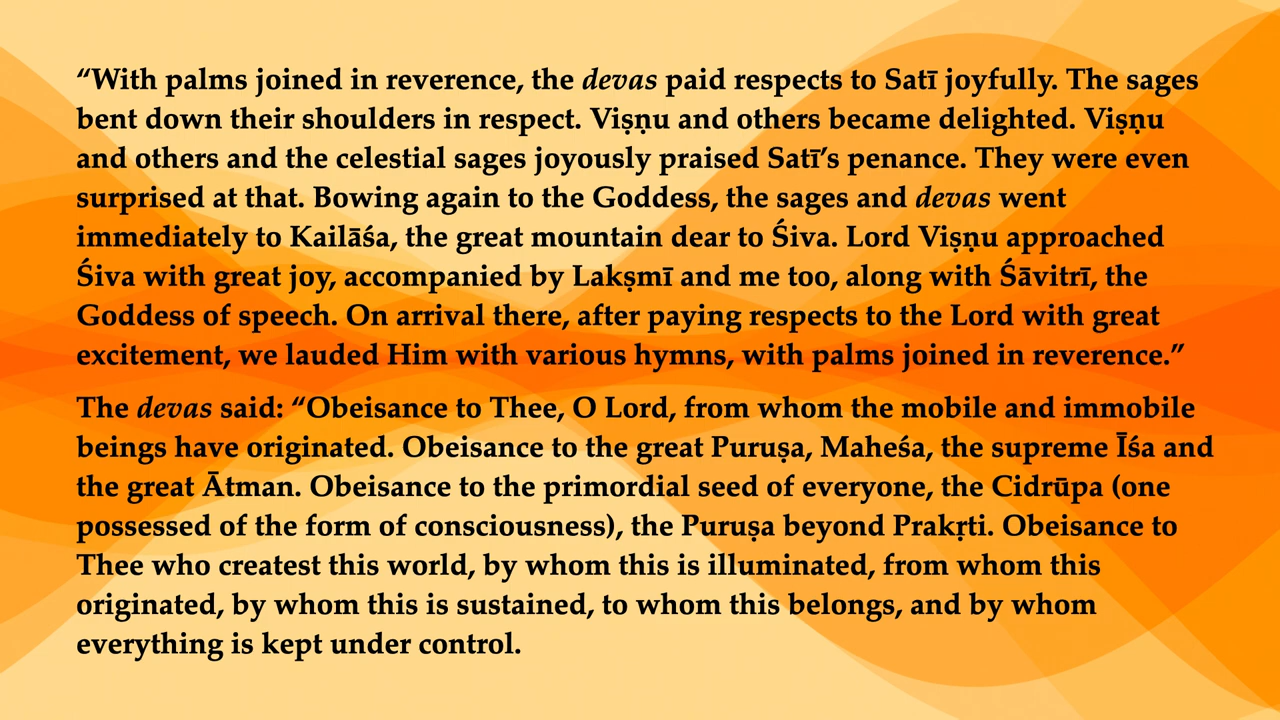 “With palms joined in reverence, the devas paid respects to Satī joyfully. The sages
bent down their shoulders in respect. Viṣṇu and others became delighted. Viṣṇu
and others and the celestial sages joyously praised Satī’s penance. They were even
surprised at that. Bowing again to the Goddess, the sages and devas went
immediately to Kailāśa, the great mountain dear to Śiva. Lord Viṣṇu approached
Śiva with great joy, accompanied by Lakṣmī and me too, along with Śāvitrī, the
Goddess of speech. On arrival there, after paying respects to the Lord with great
excitement, we lauded Him with various hymns, with palms joined in reverence.”
The devas said: “Obeisance to Thee, O Lord, from whom the mobile and immobile
beings have originated. Obeisance to the great Puruṣa, Maheśa, the supreme Īśa and
the great Ātman. Obeisance to the primordial seed of everyone, the Cidrūpa (one
possessed of the form of consciousness), the Puruṣa beyond Prakṛti. Obeisance to
Thee who createst this world, by whom this is illuminated, from whom this
originated, by whom this is sustained, to whom this belongs, and by whom
everything is kept under control.